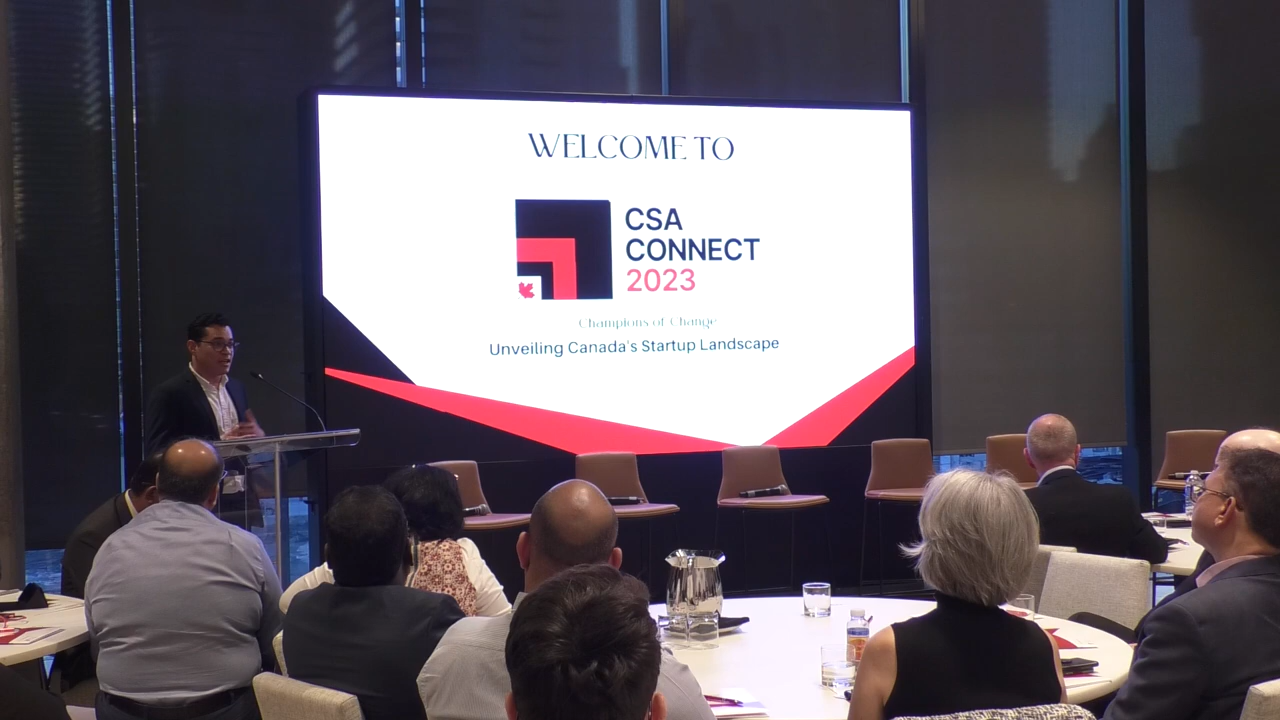 WELCOME TO
CSA
CONNECT
2023
Champions of Change
Unveiling Canada's Startup Landscape